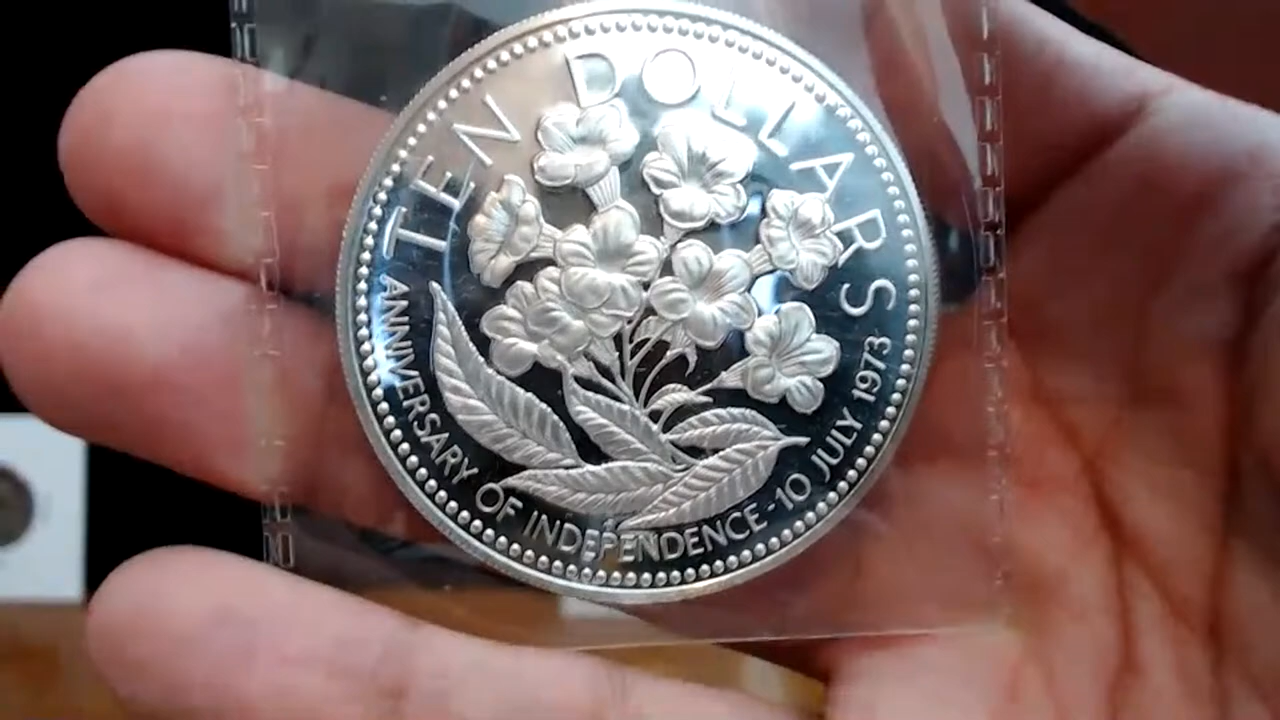 TEN DOLLARS
ANNIVERSARY OF INDEPENDENCE - 10 JULY 1973